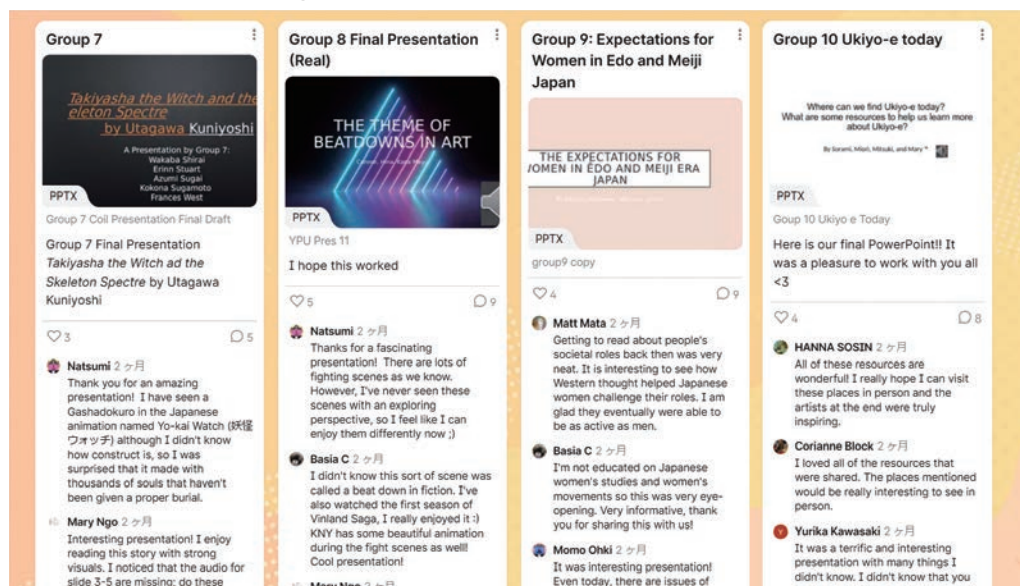 Group 7
Takiyasha the Witch and the
eleton Spectre
by Utagawa Kuniyoshi
A Presentation by Group 7:
Wakaba Shirai
Erinn Stuart
Azumi Sugai
Kokona Sugamoto
Frances West
PPTX
Group 7 Coil Presentation Final Draft
Group 7 Final Presentation
Takiyasha the Witch ad the
Skeleton Spectre by Utagawa
Kuniyoshi
3
5
Natsumi 2 ヶ月
Thank you for an amazing
presentation! I have seen a
Gashadokuro in the Japanese
animation named Yo-kai Watch (妖怪
ウォッチ) although I didn't know
how construct is, so I was
surprised that it made with
thousands of souls that haven't
been given a proper burial.
Mary Ngo 2 ヶ月
Interesting presentation! I enjoy
reading this story with strong
visuals. I noticed that the audio for
slide 3-5 are missing: do these
Group 8 Final Presentation
(Real)
THE THEME OF
BEATDOWNS IN ART
PPTX
YPU Pres 11
I hope this worked
5
9
Natsumi 2 ヶ月
Thanks for a fascinating
presentation! There are lots of
fighting scenes as we know.
However, I've never seen these
scenes with an exploring
perspective, so I feel like I can
enjoy them differently now ;)
Basia C 2 ヶ月
I didn't know this sort of scene was
called a beat down in fiction. I've
also watched the first season of
Vinland Saga, I really enjoyed it :)
KNY has some beautiful animation
during the fight scenes as well!
Cool presentation!
Mary Ngo 2 ヶ月
Group 9: Expectations for
Women in Edo and Meiji
Japan
THE EXPECTATIONS FOR
WOMEN IN EDO AND MEIJI ERA
JAPAN
PPTX
group9 copy
4
9
Matt Mata 2 ヶ月
Getting to read about people's
societal roles back then was very
neat. It is interesting to see how
Western thought helped Japanese
women challenge their roles. I am
glad they eventually were able to
be as active as men.
Basia C 2 ヶ月
I'm not educated on Japanese
women's studies and women's
movements so this was very eye-
opening. Very informative, thank
you for sharing this with us!
Momo Ohki 2 ヶ月
It was interesting presentation!
Even today, there are issues of
Group 10 Ukiyo-e today
Where can we find Ukiyo-e today?
What are some resources to help us learn more
about Ukiyo-e?
By Sorami, Miori, Mitsuki, and Mary
PPTX
Goup 10 Ukiyo e Today
Here is our final PowerPoint!! It
was a pleasure to work with you all
<3
4
8
HANNA SOSIN 2 ヶ月
All of these resources are
wonderful! I really hope I can visit
these places in person and the
artists at the end were truly
inspiring.
Corianne Block 2 ヶ月
I loved all of the resources that
were shared. The places mentioned
would be really interesting to see in
person.
Y
Yurika Kawasaki 2 ヶ月
It was a terrific and interesting
presentation with many things I
didn't know. I didn't know that you